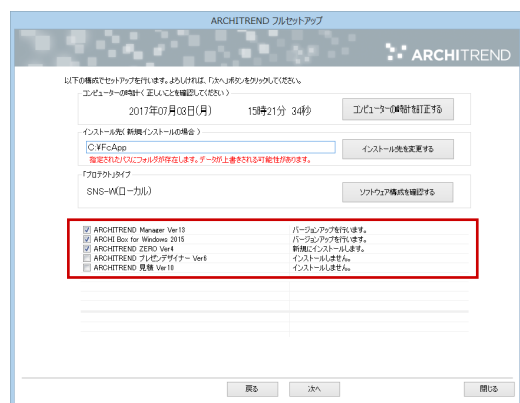 ARCHITREND フルセットアップ
ARCHITREND
以下の構成でセットアップを行います。よろしければ、「次へ」ボタンをクリックしてください。
コンピューターの時計く 正しいことを確認してください 〉
2017年07月03日(月) 15時21分 34秒 コンピューターの時計を訂正する
インストール先〈 新規インストールの場合 〉
C:¥FcApp インストール先を変更する
指定されたパスにフォルダが存在します。データが上書きされる可能性があります。
「プロテクト」タイプ
SNS-W(ローカル) ソフトウェア構成を確認する
ARCHITREND Manager Ver13 バージョンアップを行います。
ARCHI Box for Windows 2015 バージョンアップを行います。
ARCHITREND ZERO Ver4 新規にインストールします。
ARCHITREND プレゼンデザイナー Ver6 インストールしません。
ARCHITREND 見積 Ver18 インストールしません。
戻る 次へ 閉じる